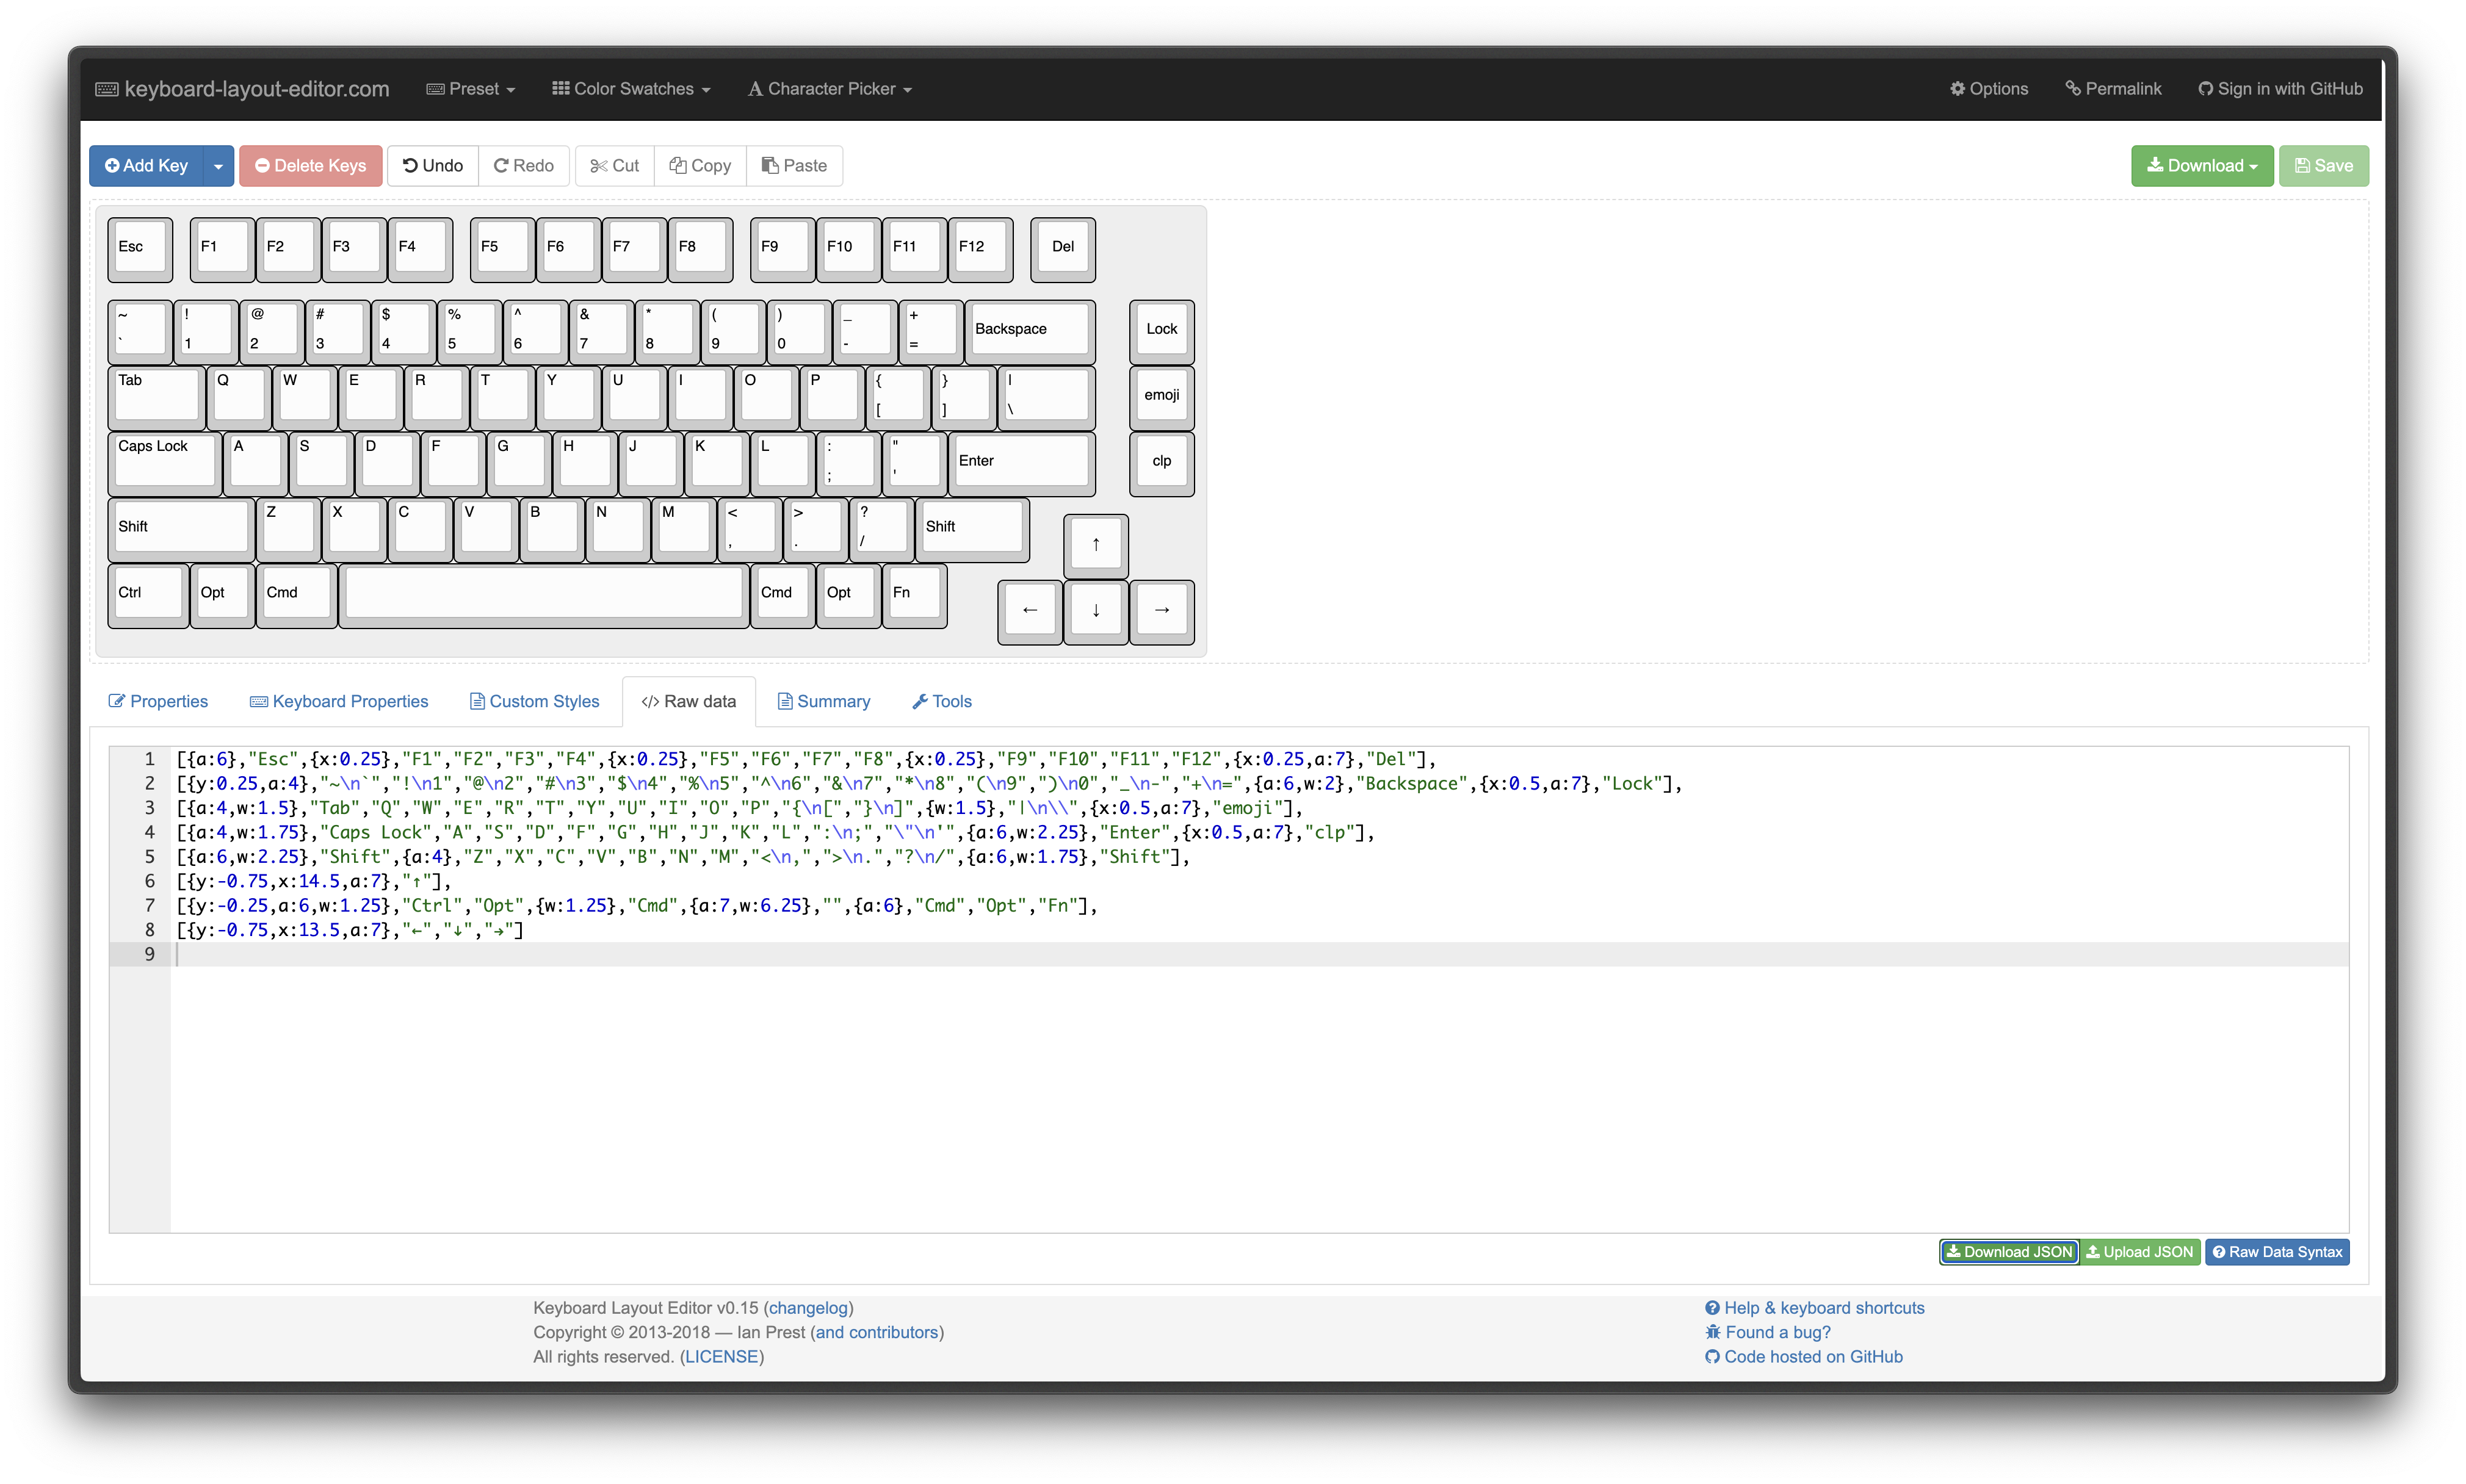 keyboard-layout-editor.com Preset Color Swatches Character Picker Options Permalink Sign in with GitHub
Add Key Delete Keys Undo Redo Cut Copy Paste Download Save
Esc F1 F2 F3 F4 F5 F6 F7 F8 F9 F10 F11 F12 Del
~ ! @ # $ % ^ & * ( ) _ +
` 1 2 3 4 5 6 7 8 9 0 - = Backspace Lock
Tab Q W E R T Y U I O P { } |
[ ] \ emoji
Caps Lock A S D F G H J K L : "
; ' Enter clp
Shift Z X C V B N M < > ? Shift
, . / ↑
Ctrl Opt Cmd Cmd Opt Fn ← ↓ →
Properties Keyboard Properties Custom Styles </> Raw data Summary Tools
1 [{a:6},"Esc",{x:0.25},"F1","F2","F3","F4",{x:0.25},"F5","F6","F7","F8",{x:0.25},"F9","F10","F11","F12",{x:0.25,a:7},"Del"],
2 [{y:0.25,a:4},"~\n`","!\n1","@\n2","#\n3","$\n4","%\n5","^\n6","&\n7","*\n8","(\n9",")\n0","_\n-","+\n=",{a:6,w:2},"Backspace",{x:0.5,a:7},"Lock"],
3 [{a:4,w:1.5},"Tab","Q","W","E","R","T","Y","U","I","O","P","{\n[","}\n]",{w:1.5},"|\n\\",{x:0.5,a:7},"emoji"],
4 [{a:4,w:1.75},"Caps Lock","A","S","D","F","G","H","J","K","L",":\n;","\"\n'",{a:6,w:2.25},"Enter",{x:0.5,a:7},"clp"],
5 [{a:6,w:2.25},"Shift",{a:4},"Z","X","C","V","B","N","M","<\n,",">\n.","?\n/",{a:6,w:1.75},"Shift"],
6 [{y:-0.75,x:14.5,a:7},"↑"],
7 [{y:-0.25,a:6,w:1.25},"Ctrl","Opt",{w:1.25},"Cmd",{a:7,w:6.25},"",{a:6},"Cmd","Opt","Fn"],
8 [{y:-0.75,x:13.5,a:7},"←","↓","→"]
9
Download JSON Upload JSON Raw Data Syntax
Keyboard Layout Editor v0.15 (changelog)
Copyright © 2013-2018 — Ian Prest (and contributors)
All rights reserved. (LICENSE)
Help & keyboard shortcuts
Found a bug?
Code hosted on GitHub